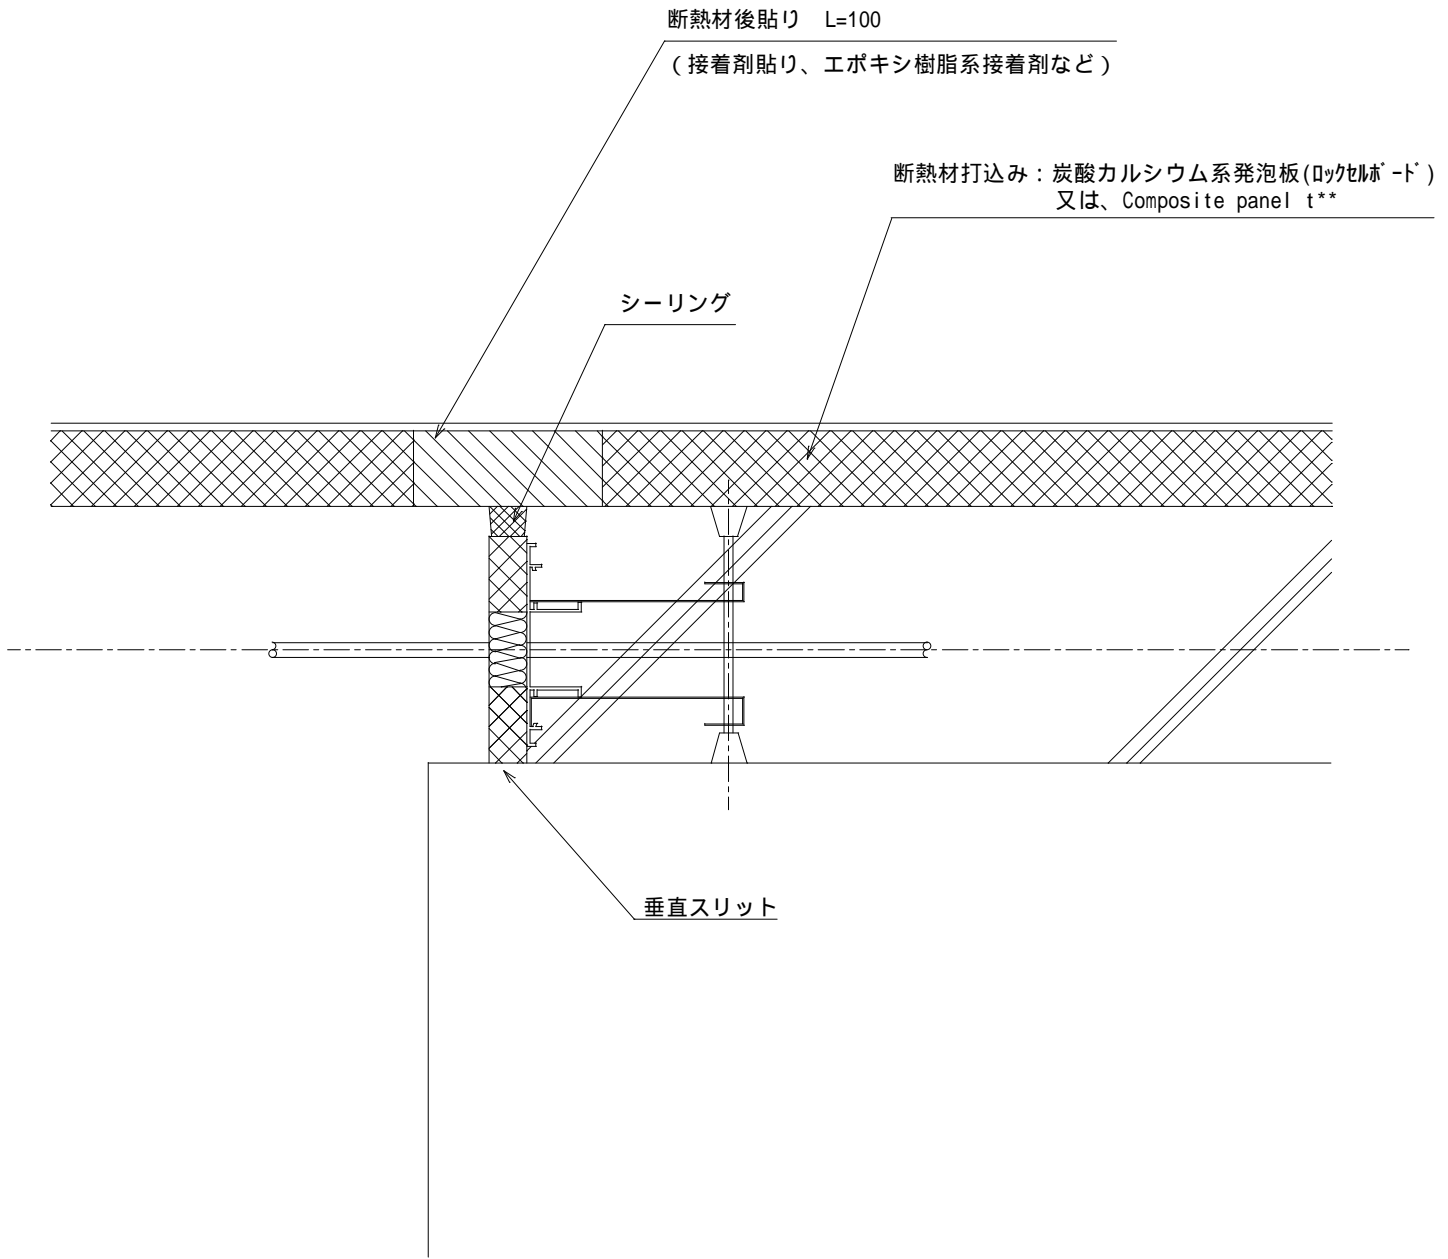 断熱材後貼り　L=100
（接着剤貼り、エポキシ樹脂系接着剤など）
断熱材打込み：炭酸カルシウム系発泡板(ﾛｯｸｾﾙﾎﾞｰﾄﾞ)
又は、Composite panel t**
シーリング
垂直スリット